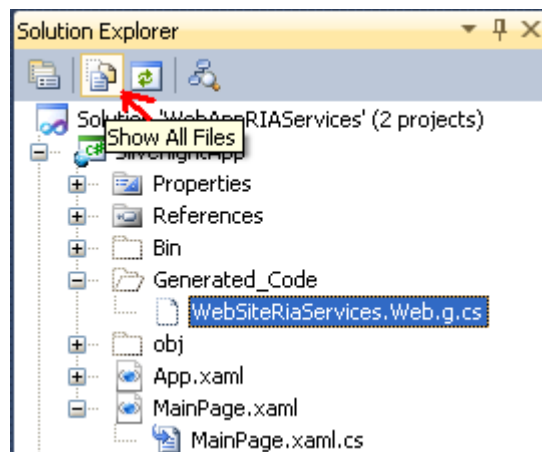 Solution Explorer
Solution 'WebAppRIAServices' (2 projects)
Show All Files
SilverlightApp
Properties
References
Bin
Generated_Code
WebSiteRiaServices.Web.g.cs
obj
App.xaml
MainPage.xaml
MainPage.xaml.cs